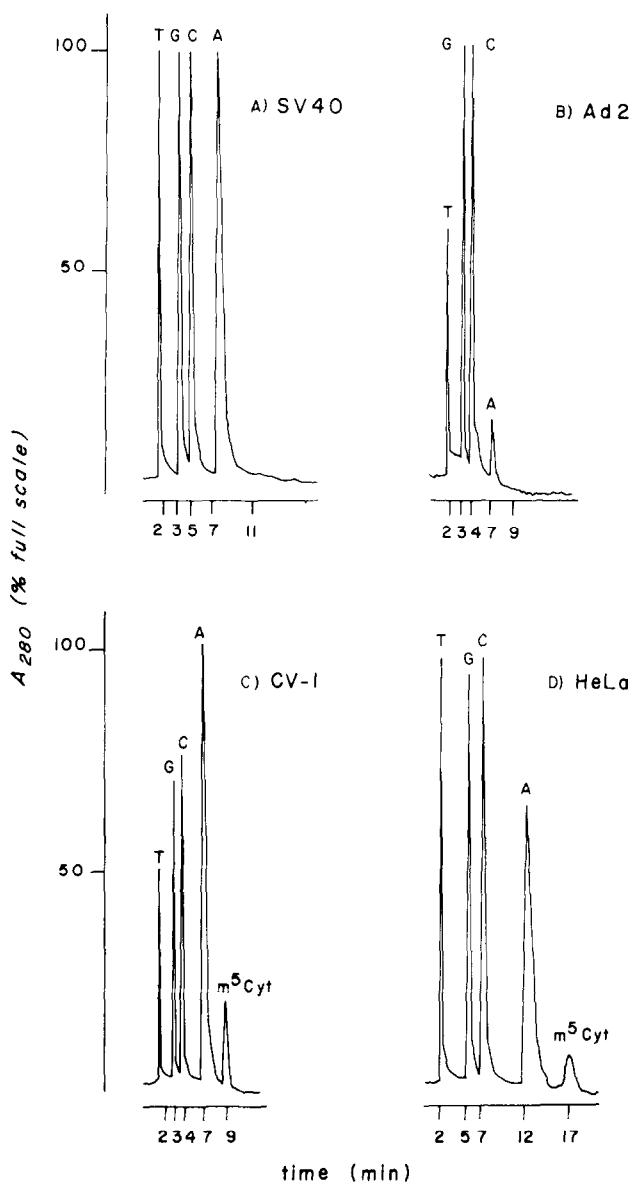 T G C A
100
A) SV40
50
2 3 5 7 11
G C
B) Ad2
T
A
2 3 4 7 9
A280 (% full scale)
A
100
C) CV-1
C
G
T
50
m5Cyt
2 3 4 7 9
T C
G
D) HeLa
A
m5Cyt
2 5 7 12 17
time (min)